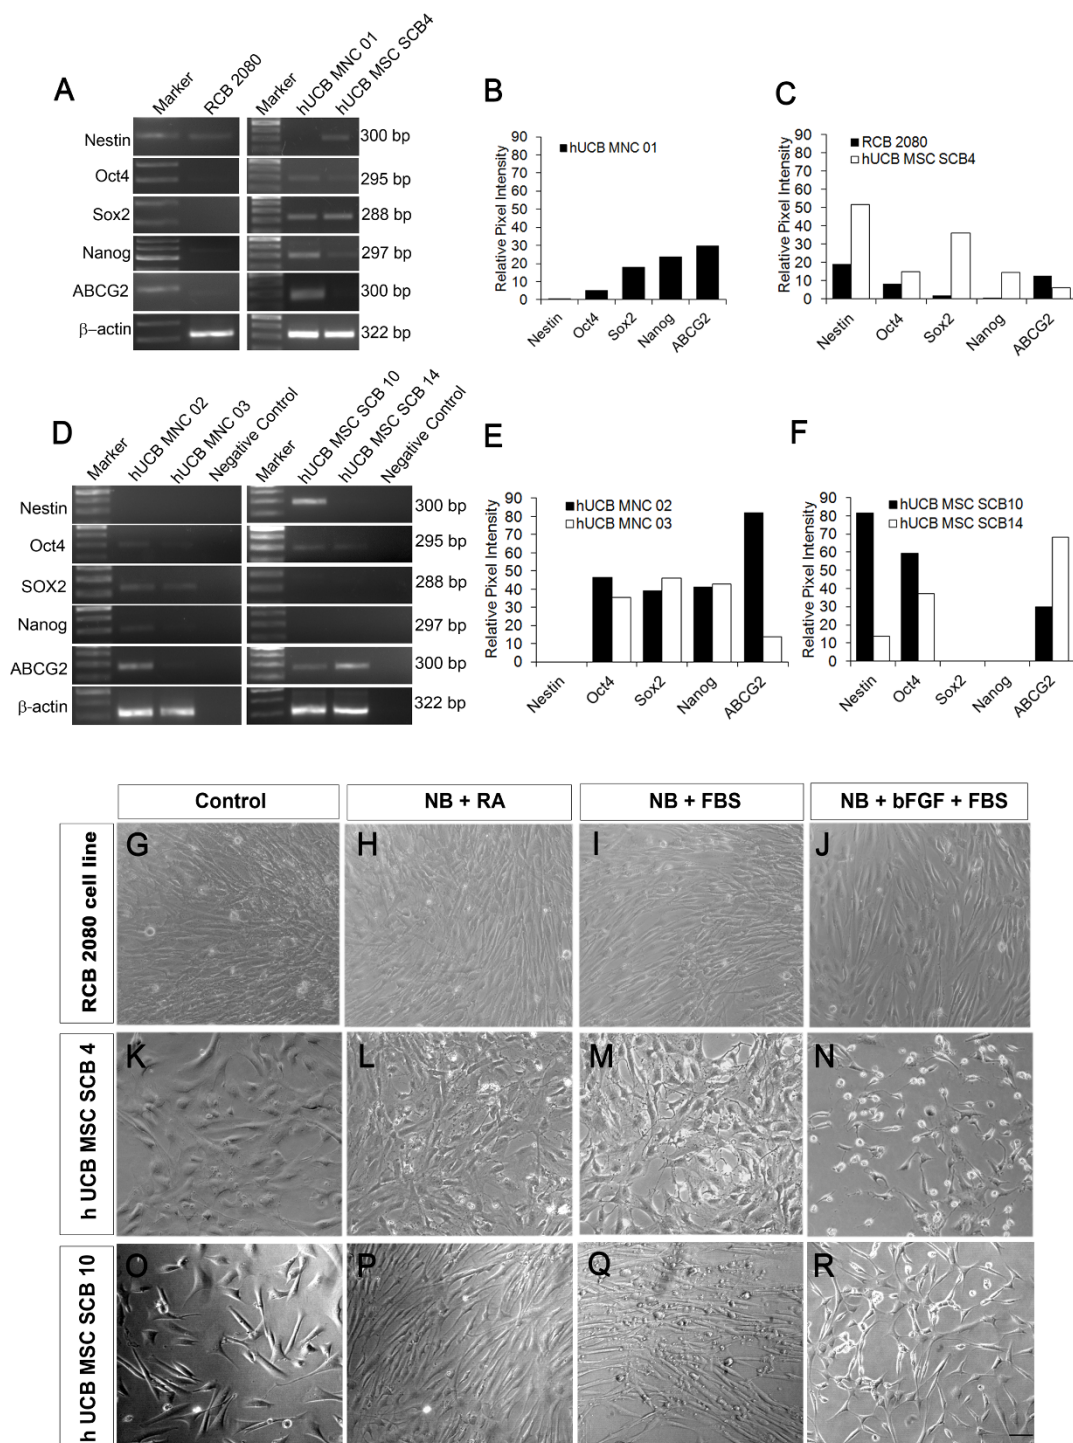 A
Marker
RCB 2080
Marker
hUCB MNC 01
hUCB MSC SCB4
Nestin
300 bp
Oct4
295 bp
Sox2
288 bp
Nanog
297 bp
ABCG2
300 bp
β–actin
322 bp
B
Relative Pixel Intensity
90
80
70
60
50
40
30
20
10
0
hUCB MNC 01
Nestin
Oct4
Sox2
Nanog
ABCG2
C
Relative Pixel Intensity
90
80
70
60
50
40
30
20
10
0
RCB 2080
hUCB MSC SCB4
Nestin
Oct4
Sox2
Nanog
ABCG2
D
Marker
hUCB MNC 02
hUCB MNC 03
Negative Control
Marker
hUCB MSC SCB 10
hUCB MSC SCB 14
Negative Control
Nestin
300 bp
Oct4
295 bp
SOX2
288 bp
Nanog
297 bp
ABCG2
300 bp
β-actin
322 bp
E
Relative Pixel Intensity
90
80
70
60
50
40
30
20
10
0
hUCB MNC 02
hUCB MNC 03
Nestin
Oct4
Sox2
Nanog
ABCG2
F
Relative Pixel Intensity
90
80
70
60
50
40
30
20
10
0
hUCB MSC SCB10
hUCB MSC SCB14
Nestin
Oct4
Sox2
Nanog
ABCG2
Control
NB + RA
NB + FBS
NB + bFGF + FBS
RCB 2080 cell line
G
H
I
J
h UCB MSC SCB 4
K
L
M
N
h UCB MSC SCB 10
O
P
Q
R